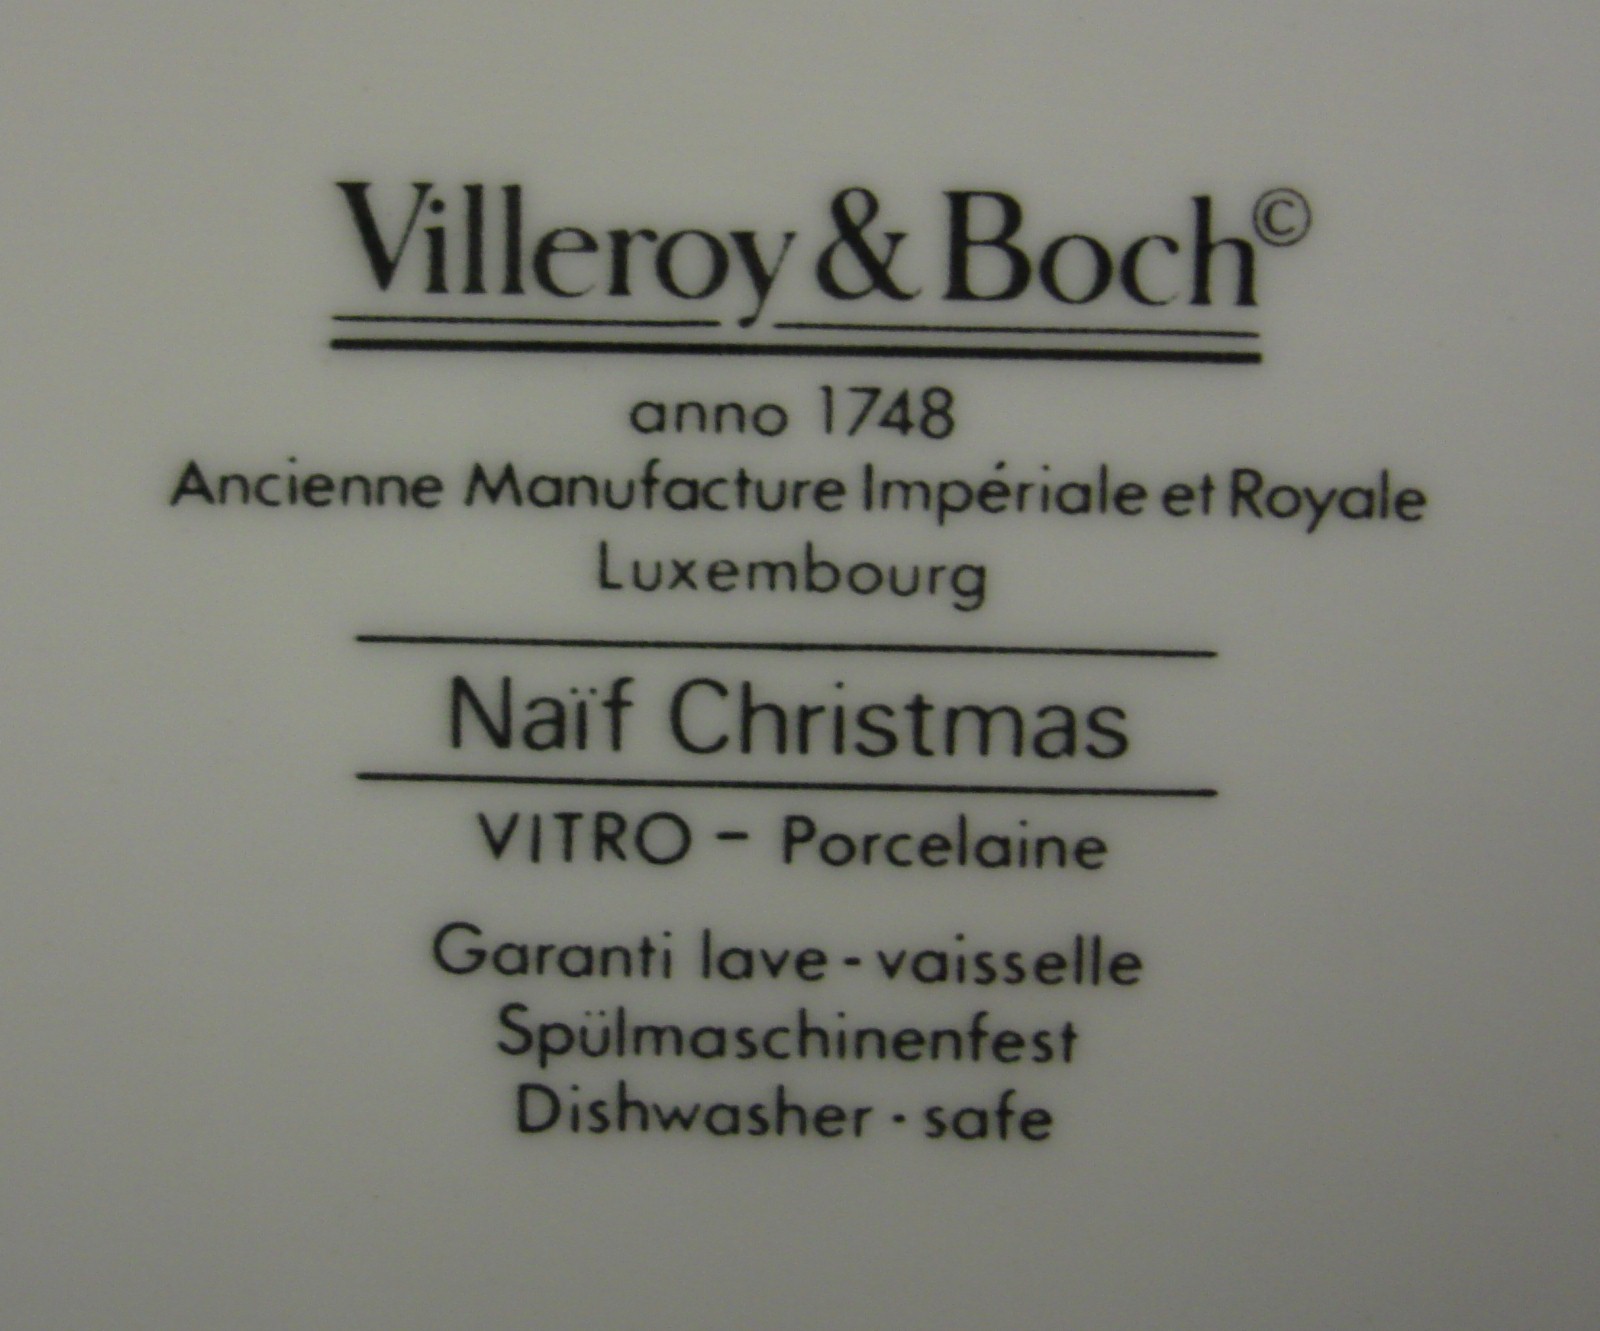 Villeroy & Boch©
anno 1748
Ancienne Manufacture Impériale et Royale
Luxembourg
Naïf Christmas
VITRO – Porcelaine
Garanti lave-vaisselle
Spülmaschinenfest
Dishwasher · safe